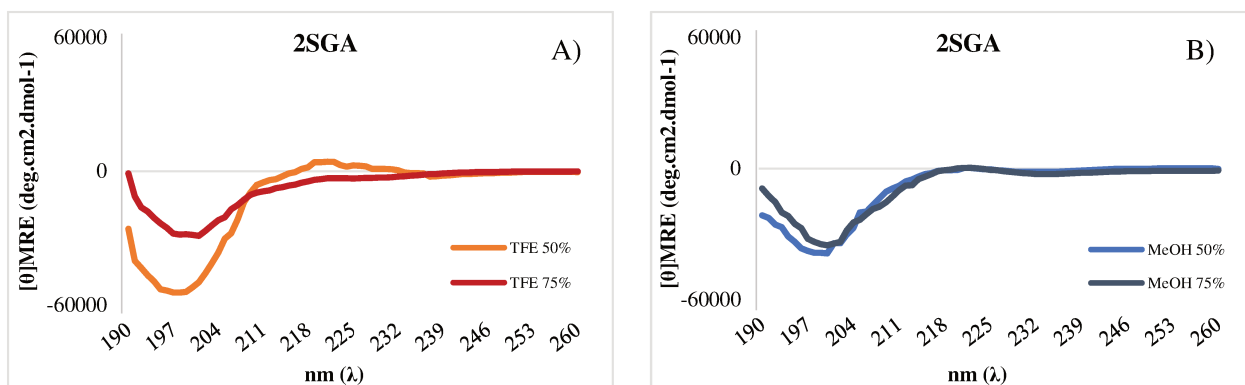 2SGA
A)
60000
0
-60000
[θ]MRE (deg.cm2.dmol-1)
TFE 50%
TFE 75%
190 197 204 211 218 225 232 239 246 253 260
nm (λ)
2SGA
B)
60000
0
-60000
[θ]MRE (deg.cm2.dmol-1)
MeOH 50%
MeOH 75%
190 197 204 211 218 225 232 239 246 253 260
nm (λ)